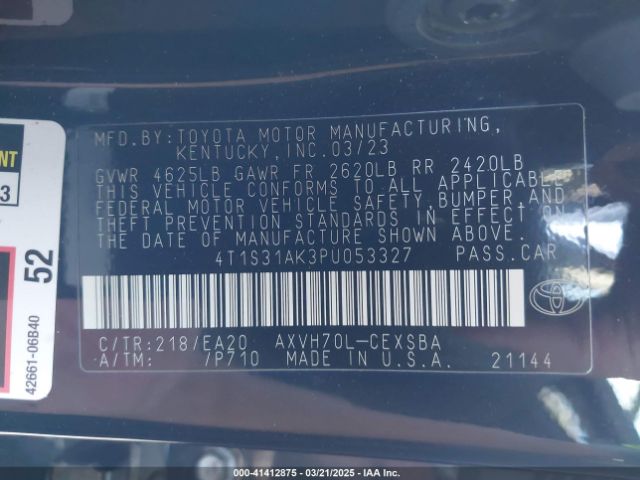 MFD.BY:TOYOTA MOTOR MANUFACTURING,
KENTUCKY,INC.03/23
GVWR 4625LB GAWR FR 2620LB RR 2420LB
THIS VEHICLE CONFORMS TO ALL APPLICABLE
FEDERAL MOTOR VEHICLE SAFETY,BUMPER,AND
THEFT PREVENTION STANDARDS IN EFFECT ON
THE DATE OF MANUFACTURE SHOWN ABOVE.
4T1S31AK3PU053327 PASS.CAR
C/TR:218/EA20 AXVH70L-CEXSBA
A/TM: /P710 MADE IN U.S.A. 21144
52
42661-06B40
000-41412875 - 03/21/2025 - IAA Inc.